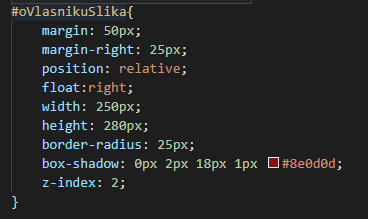 #oVlasnikuSlika{
    margin: 50px;
    margin-right: 25px;
    position: relative;
    float:right;
    width: 250px;
    height: 280px;
    border-radius: 25px;
    box-shadow: 0px 2px 18px 1px #8e0d0d;
    z-index: 2;
}